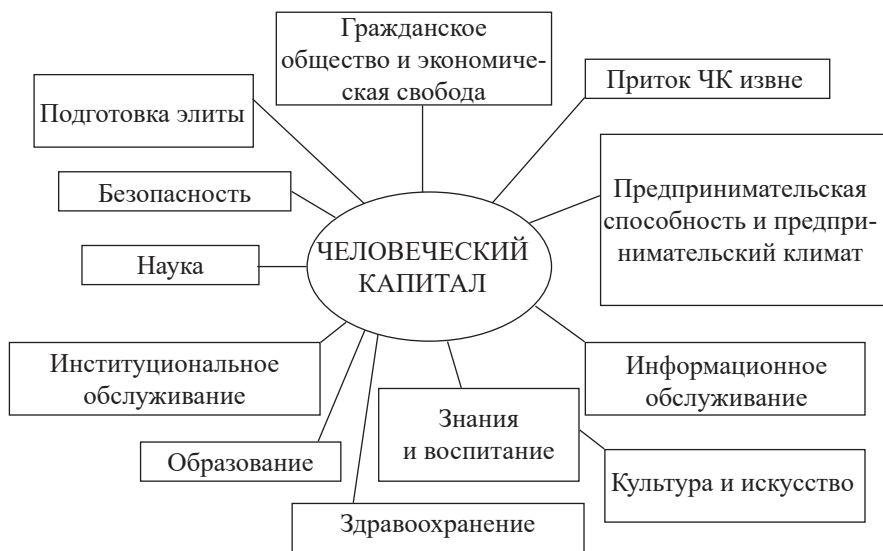 Гражданское
общество и экономиче-
ская свобода
Приток ЧК извне
Подготовка элиты
Предпринимательская
способность и предпри-
нимательский климат
Безопасность
ЧЕЛОВЕЧЕСКИЙ
КАПИТАЛ
Наука
Институциональное
обслуживание
Информационное
обслуживание
Знания
и воспитание
Образование
Культура и искусство
Здравоохранение